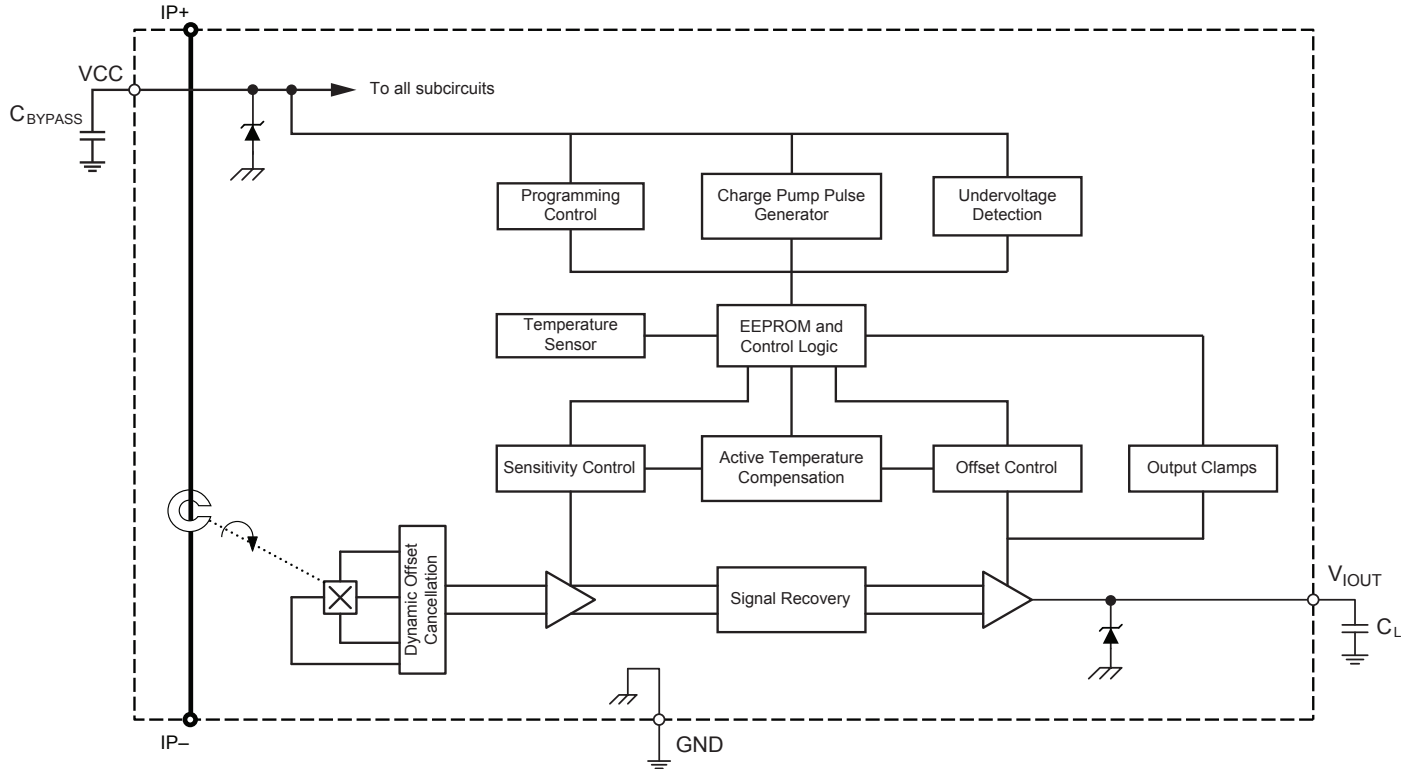 IP+
VCC
To all subcircuits
CBYPASS
Programming
Control
Charge Pump Pulse
Generator
Undervoltage
Detection
Temperature
Sensor
EEPROM and
Control Logic
Sensitivity Control
Active Temperature
Compensation
Offset Control
Output Clamps
Dynamic Offset
Cancellation
Signal Recovery
VIOUT
CL
GND
IP–